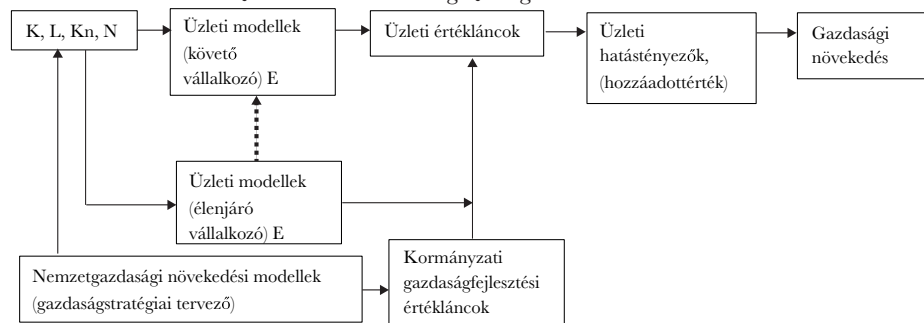 K, L, Kn, N
Üzleti modellek
(követő
vállalkozó) E
Üzleti értékláncok
Üzleti
hatástényezők,
(hozzáadottérték)
Gazdasági
növekedés
Üzleti modellek
(élenjáró
vállalkozó) E
Nemzetgazdasági növekedési modellek
(gazdaságstratégiai tervező)
Kormányzati
gazdaságfejlesztési
értékláncok